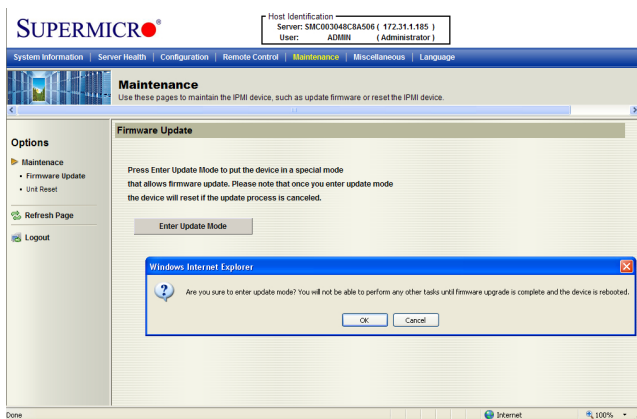 SUPERMICR®
Host Identification
Server: SMC003048C8A506 ( 172.31.1.185 )
User: ADMIN ( Administrator )
System Information | Server Health | Configuration | Remote Control | Maintenance | Miscellaneous | Language
Maintenance
Use these pages to maintain the IPMI device, such as update firmware or reset the IPMI device.
Options
Maintenace
Firmware Update
Unit Reset
Refresh Page
Logout
Firmware Update
Press Enter Update Mode to put the device in a special mode
that allows firmware update. Please note that once you enter update mode
the device will reset if the update process is canceled.
Enter Update Mode
Windows Internet Explorer
Are you sure to enter update mode? You will not be able to perform any other tasks until firmware upgrade is complete and the device is rebooted.
OK
Cancel
Done
Internet
100%